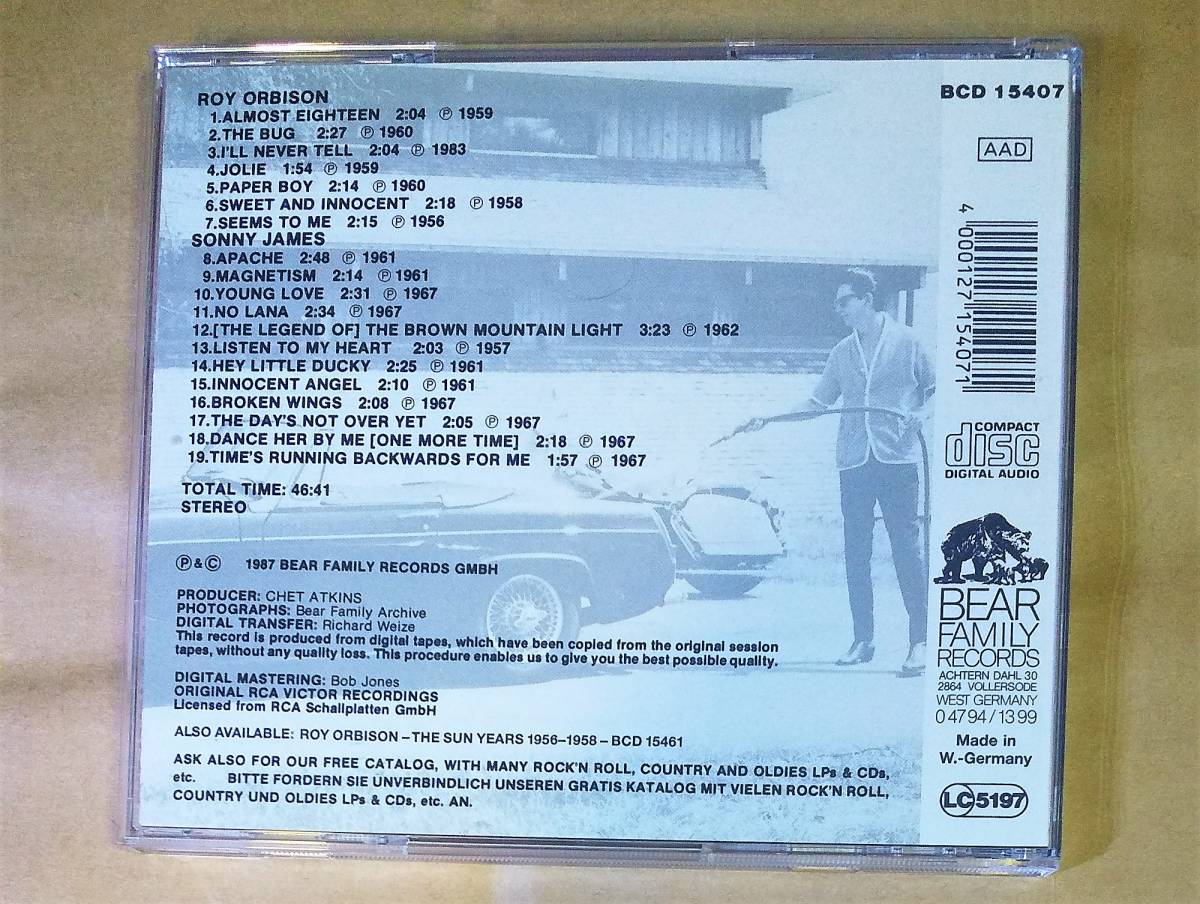 ROY ORBISON
1.ALMOST EIGHTEEN 2:04 ℗ 1959
2.THE BUG 2:27 ℗ 1960
3.I'LL NEVER TELL 2:04 ℗ 1983
4.JOLIE 1:54 ℗ 1959
5.PAPER BOY 2:14 ℗ 1960
6.SWEET AND INNOCENT 2:18 ℗ 1958
7.SEEMS TO ME 2:15 ℗ 1956
SONNY JAMES
8.APACHE 2:48 ℗ 1961
9.MAGNETISM 2:14 ℗ 1961
10.YOUNG LOVE 2:31 ℗ 1967
11.NO LANA 2:34 ℗ 1967
12.[THE LEGEND OF] THE BROWN MOUNTAIN LIGHT 3:23 ℗ 1962
13.LISTEN TO MY HEART 2:03 ℗ 1957
14.HEY LITTLE DUCKY 2:25 ℗ 1961
15.INNOCENT ANGEL 2:10 ℗ 1961
16.BROKEN WINGS 2:08 ℗ 1967
17.THE DAY'S NOT OVER YET 2:05 ℗ 1967
18.DANCE HER BY ME [ONE MORE TIME] 2:18 ℗ 1967
19.TIME'S RUNNING BACKWARDS FOR ME 1:57 ℗ 1967
TOTAL TIME: 46:41
STEREO
℗ & © 1987 BEAR FAMILY RECORDS GMBH
PRODUCER: CHET ATKINS
PHOTOGRAPHS: Bear Family Archive
DIGITAL TRANSFER: Richard Weize
This record is produced from digital tapes, which have been copied from the original session
tapes, without any quality loss. This procedure enables us to give you the best possible quality.
DIGITAL MASTERING: Bob Jones
ORIGINAL RCA VICTOR RECORDINGS
Licensed from RCA Schallplatten GmbH
ALSO AVAILABLE: ROY ORBISON – THE SUN YEARS 1956–1958 – BCD 15461
ASK ALSO FOR OUR FREE CATALOG, WITH MANY ROCK'N ROLL, COUNTRY AND OLDIES LPs & CDs,
etc. BITTE FORDERN SIE UNVERBINDLICH UNSEREN GRATIS KATALOG MIT VIELEN ROCK'N ROLL,
COUNTRY UND OLDIES LPs & CDs, etc. AN.
BCD 15407
AAD
4 000127 154071
COMPACT
disc
DIGITAL AUDIO
BEAR
FAMILY
RECORDS
ACHTERN DAHL 30
2864 VOLLERSODE
WEST GERMANY
0 47 94 / 13 99
Made in
W.-Germany
LC 5197